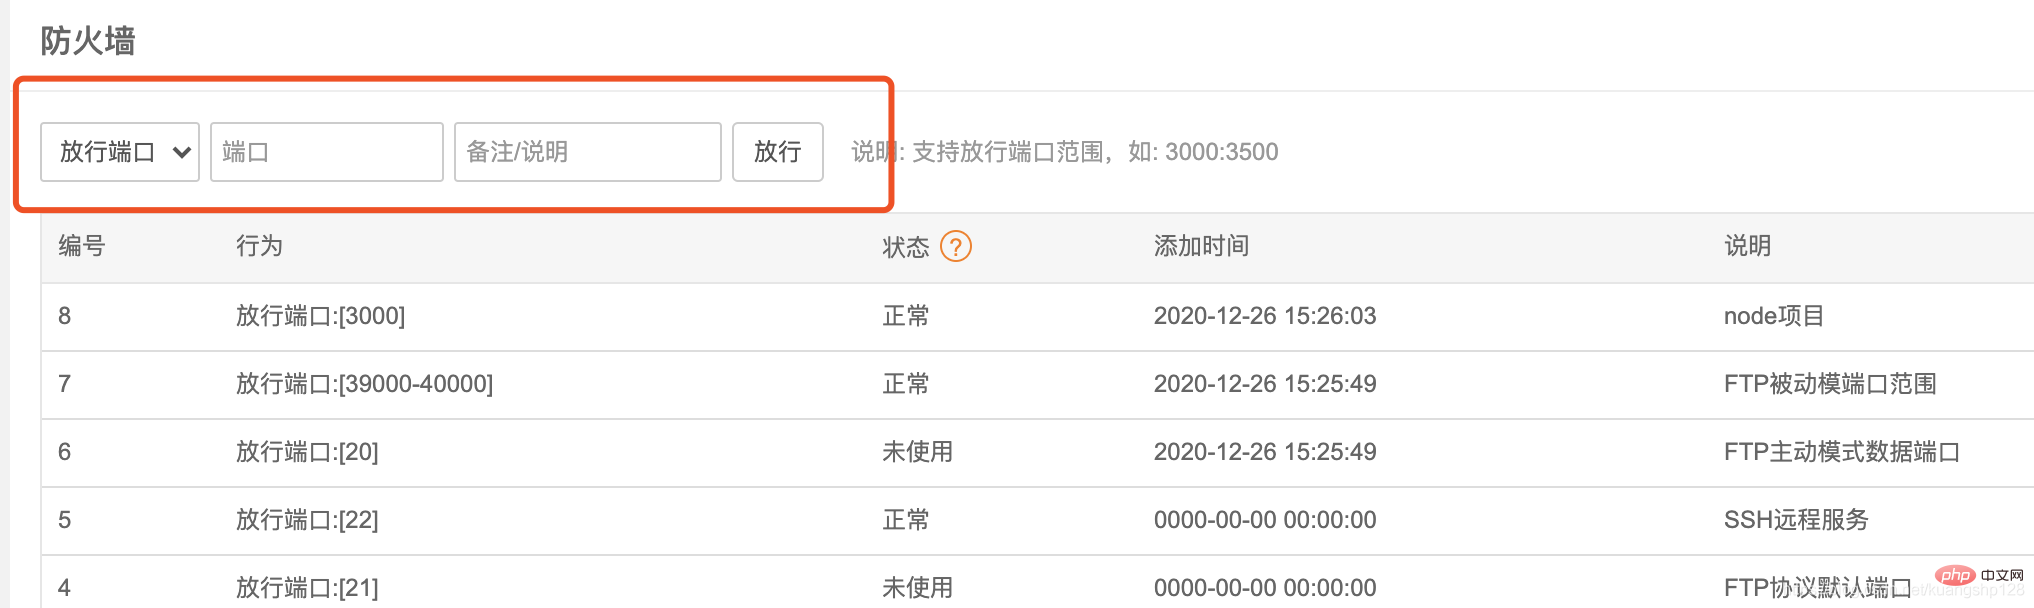 防火墙
放行端口 端口 备注/说明 放行 说明: 支持放行端口范围，如: 3000:3500
编号 行为 状态 ? 添加时间 说明
8 放行端口:[3000] 正常 2020-12-26 15:26:03 node项目
7 放行端口:[39000-40000] 正常 2020-12-26 15:25:49 FTP被动模端口范围
6 放行端口:[20] 未使用 2020-12-26 15:25:49 FTP主动模式数据端口
5 放行端口:[22] 正常 0000-00-00 00:00:00 SSH远程服务
4 放行端口:[21] 未使用 0000-00-00 00:00:00 FTP协议默认端口
php 中文网